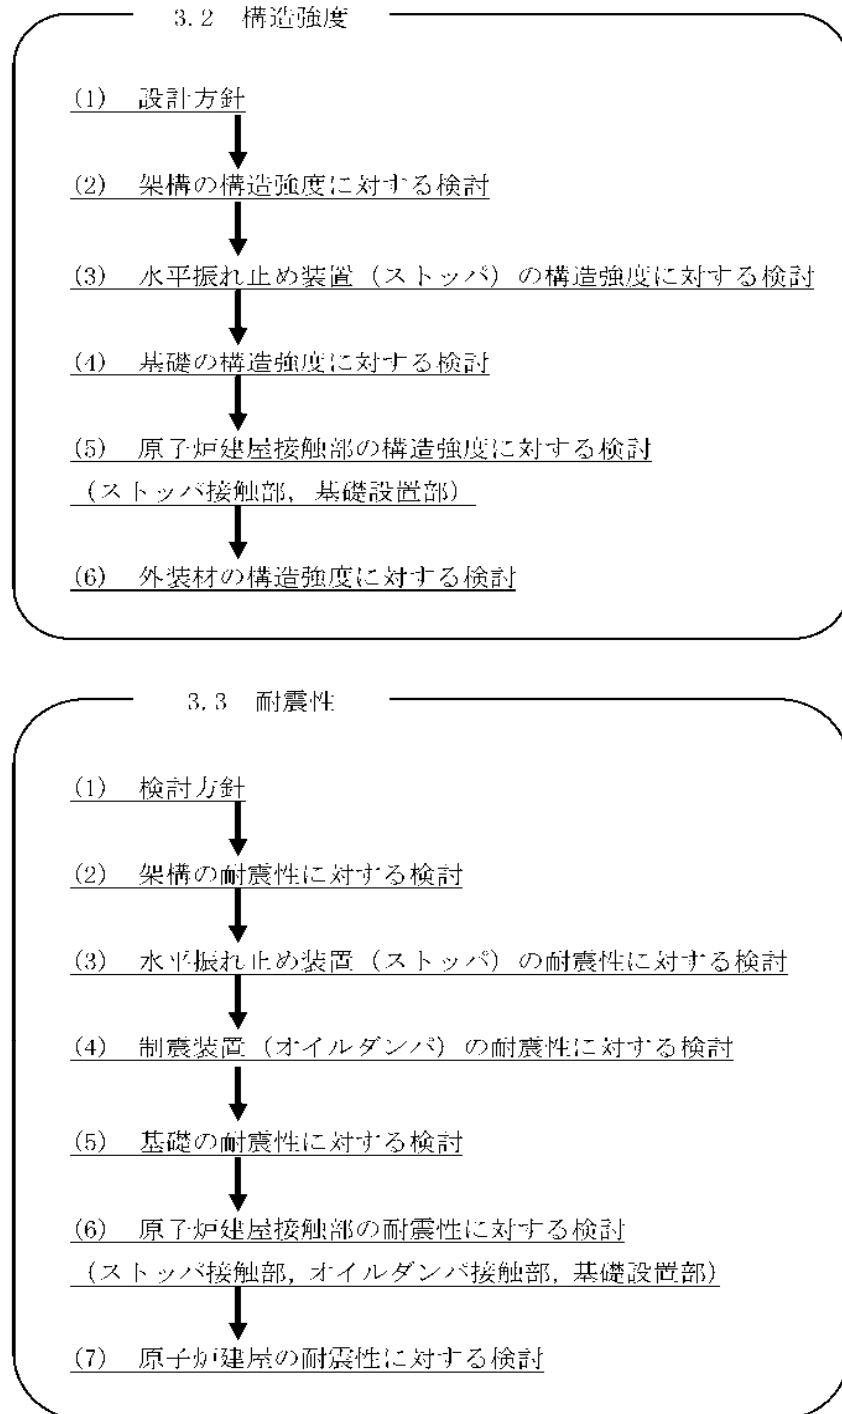 3.2 構造強度
(1) 設計方針
(2) 架構の構造強度に対する検討
(3) 水平振れ止め装置（ストッパ）の構造強度に対する検討
(4) 基礎の構造強度に対する検討
(5) 原子炉建屋接触部の構造強度に対する検討
（ストッパ接触部，基礎設置部）
(6) 外装材の構造強度に対する検討
3.3 耐震性
(1) 検討方針
(2) 架構の耐震性に対する検討
(3) 水平振れ止め装置（ストッパ）の耐震性に対する検討
(4) 制震装置（オイルダンパ）の耐震性に対する検討
(5) 基礎の耐震性に対する検討
(6) 原子炉建屋接触部の耐震性に対する検討
（ストッパ接触部，オイルダンパ接触部，基礎設置部）
(7) 原子炉建屋の耐震性に対する検討